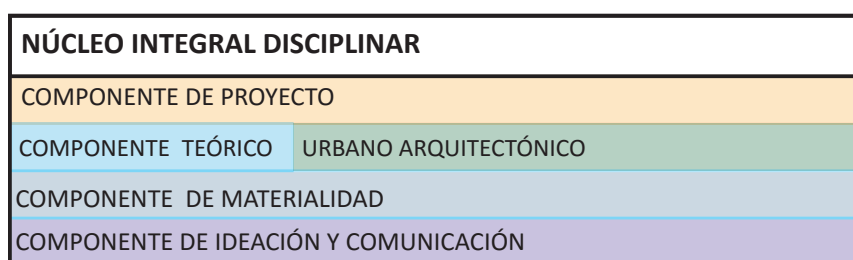 NÚCLEO INTEGRAL DISCIPLINAR
COMPONENTE DE PROYECTO
COMPONENTE TEÓRICO URBANO ARQUITECTÓNICO
COMPONENTE DE MATERIALIDAD
COMPONENTE DE IDEACIÓN Y COMUNICACIÓN